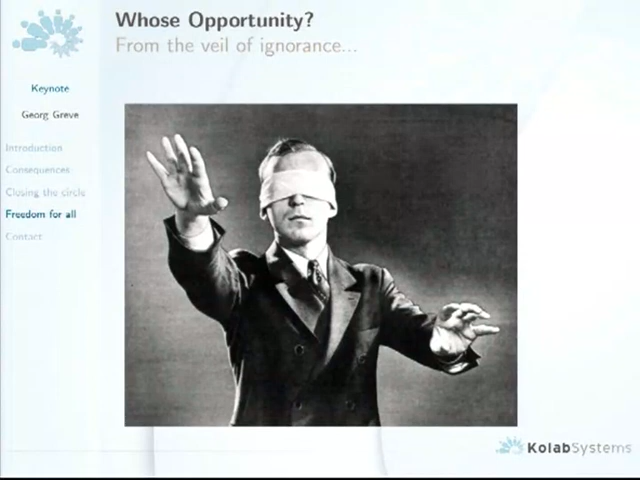 Whose Opportunity?
From the veil of ignorance...
Keynote
Georg Greve
Introduction
Consequences
Closing the circle
Freedom for all
Contact
KolabSystems